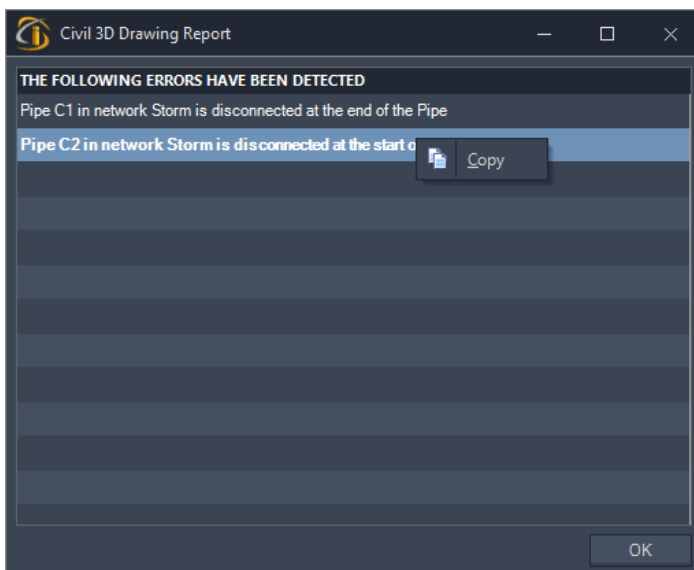 Civil 3D Drawing Report
THE FOLLOWING ERRORS HAVE BEEN DETECTED
Pipe C1 in network Storm is disconnected at the end of the Pipe
Pipe C2 in network Storm is disconnected at the start
Copy
OK